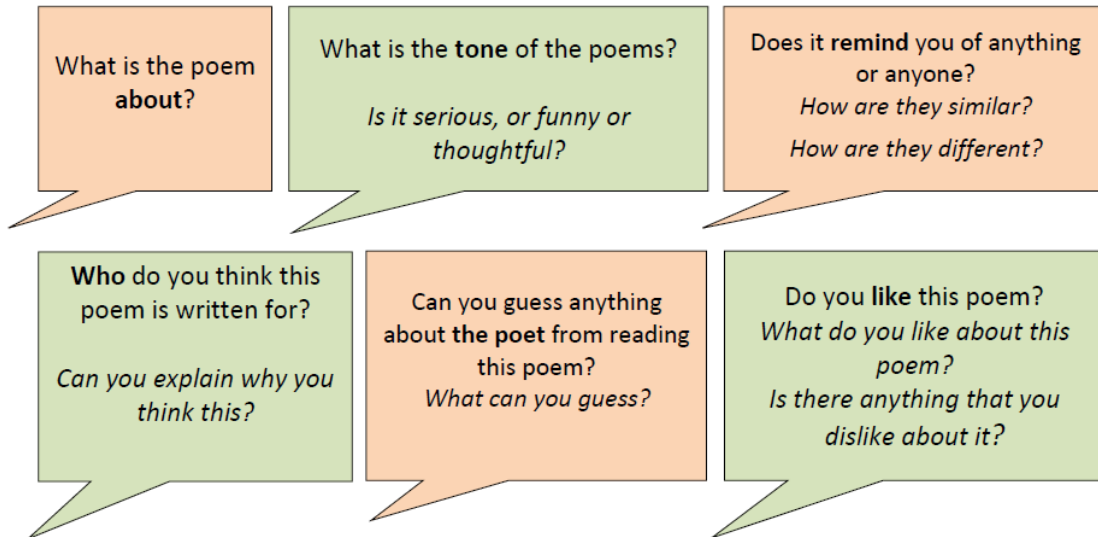 What is the poem
about?
What is the tone of the poems?
Is it serious, or funny or
thoughtful?
Does it remind you of anything
or anyone?
How are they similar?
How are they different?
Who do you think this
poem is written for?
Can you explain why you
think this?
Can you guess anything
about the poet from reading
this poem?
What can you guess?
Do you like this poem?
What do you like about this
poem?
Is there anything that you
dislike about it?